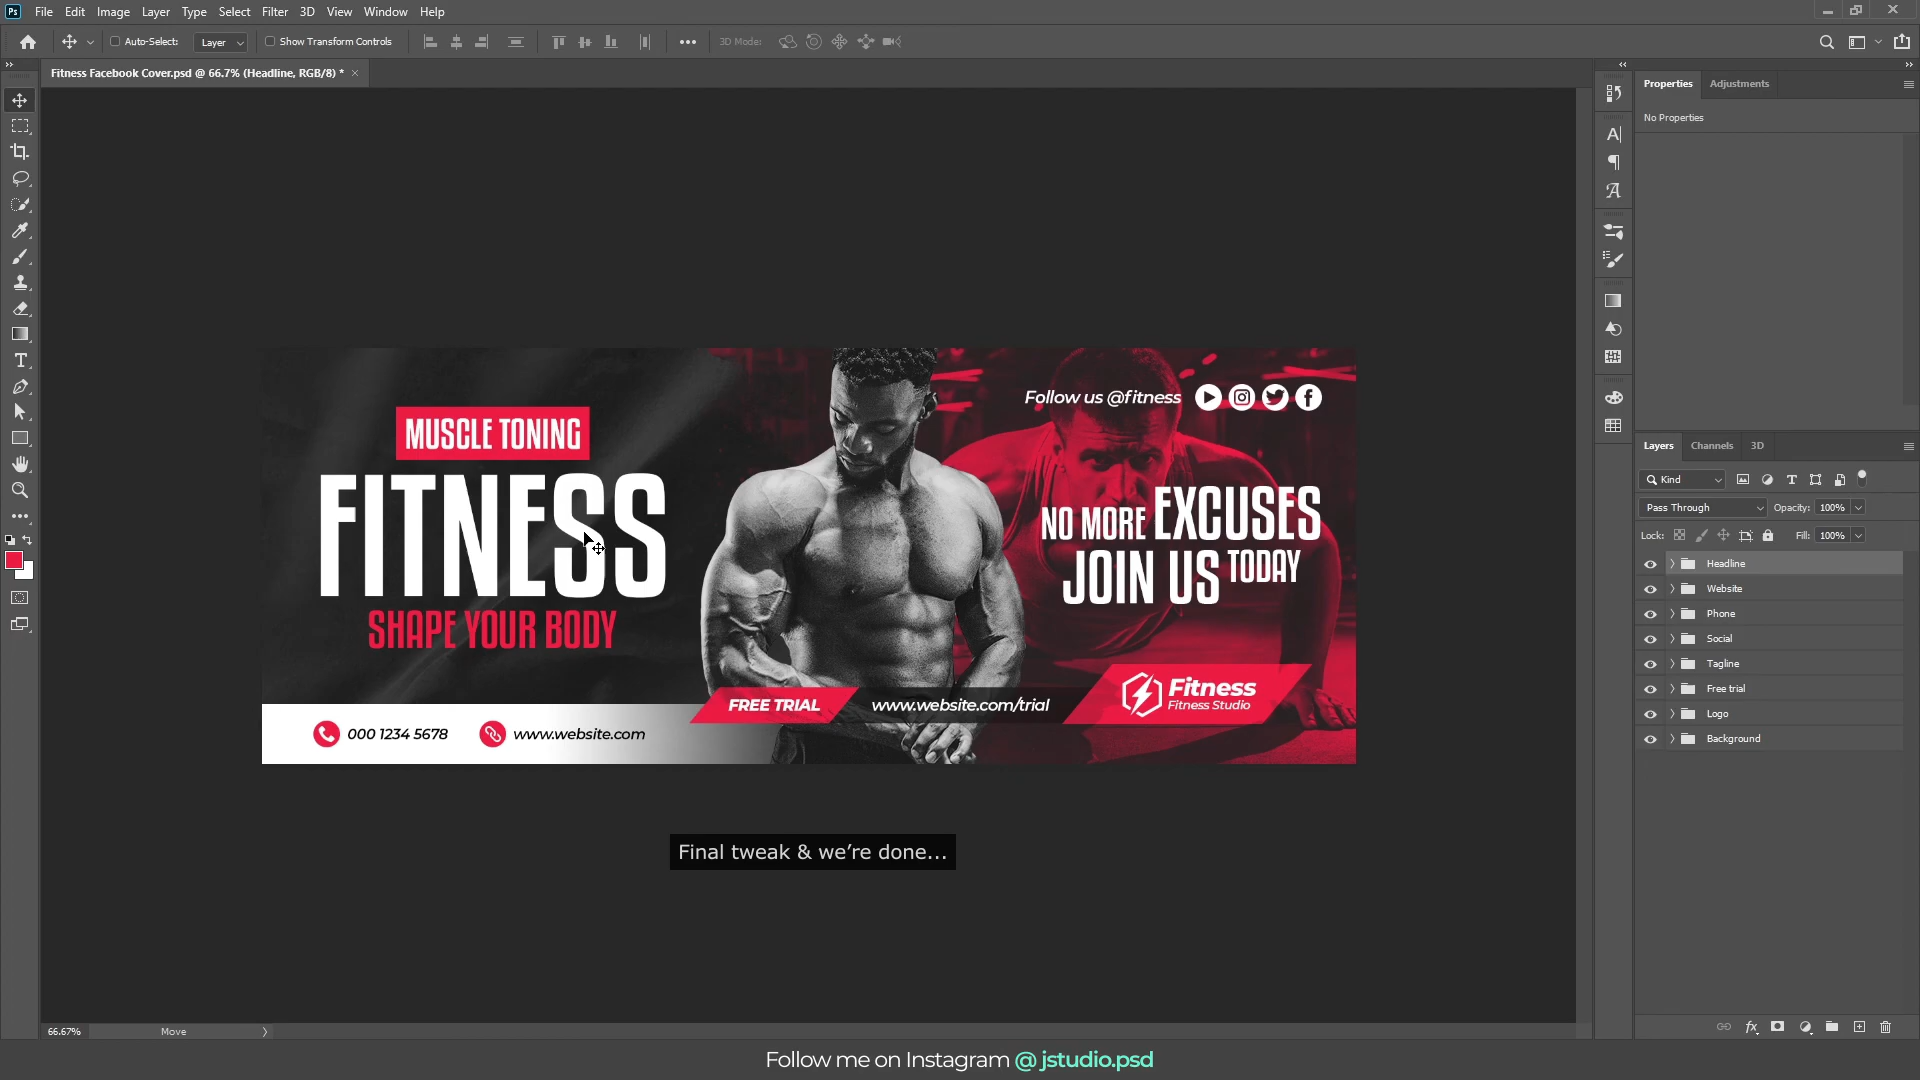 Ps File Edit Image Layer Type Select Filter 3D View Window Help
Auto-Select: Layer Show Transform Controls 3D Mode:
Fitness Facebook Cover.psd @ 66.7% (Headline, RGB/8) *
Properties Adjustments
No Properties
MUSCLE TONING
FITNESS
SHAPE YOUR BODY
000 1234 5678
www.website.com
FREE TRIAL
www.website.com/trial
Follow us @fitness
NO MORE EXCUSES
JOIN US TODAY
Fitness
Fitness Studio
Layers Channels 3D
Kind
Pass Through Opacity: 100%
Lock: Fill: 100%
Headline
Website
Phone
Social
Tagline
Free trial
Logo
Background
fx
Final tweak & we’re done...
66.67% Move
Follow me on Instagram @ jstudio.psd